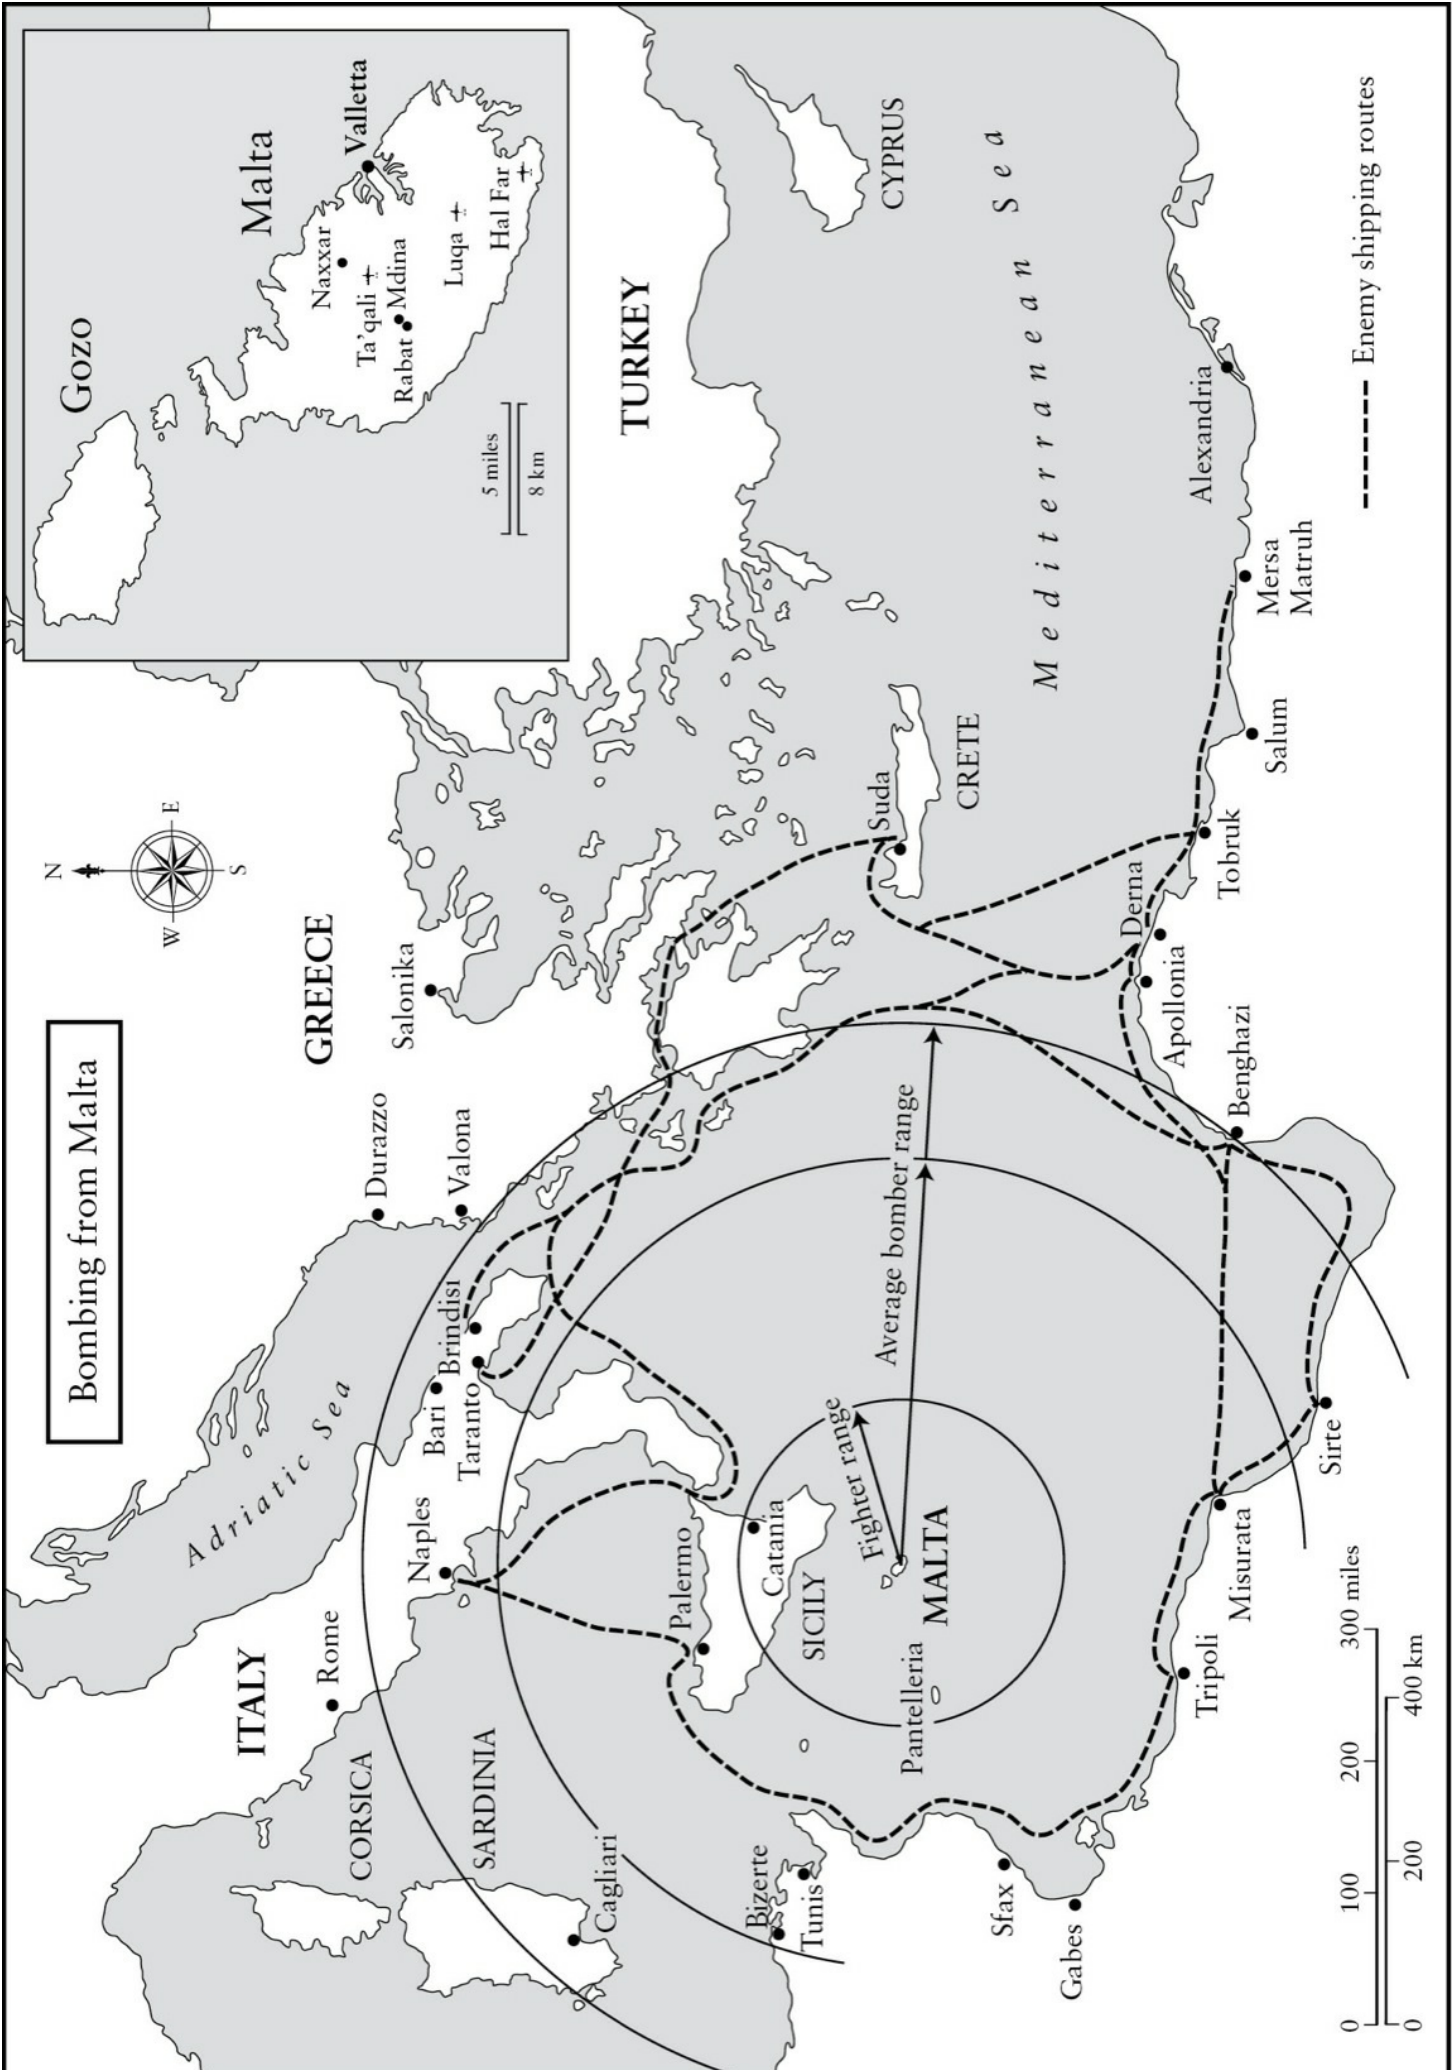 Bombing from Malta
Gozo
Malta
Naxxar
Valletta
Ta'qali
Mdina
Rabat
Luqa
Hal Far
5 miles
8 km
N
W
E
S
ITALY
GREECE
TURKEY
Adriatic Sea
CORSICA
SARDINIA
Cagliari
Rome
Naples
Bari
Brindisi
Taranto
Durazzo
Valona
Salonika
Palermo
Catania
SICILY
Pantelleria
MALTA
Fighter range
Average bomber range
Suda
CRETE
CYPRUS
Mediterranean Sea
Bizerte
Tunis
Sfax
Gabes
Tripoli
Misurata
Sirte
Benghazi
Apollonia
Derna
Tobruk
Salum
Mersa
Matruh
Alexandria
0 100 200 300 miles
0 200 400 km
Enemy shipping routes